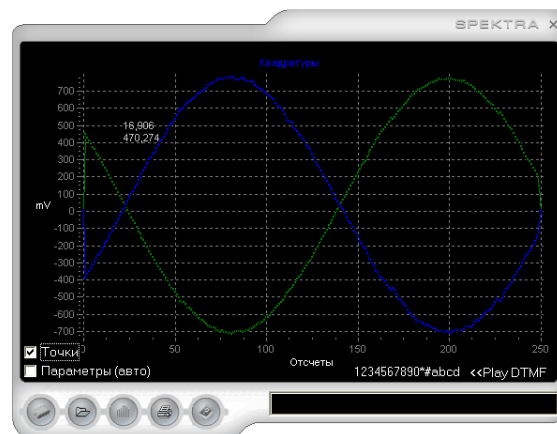 SPEKTRA ×
Квадратуры
700
600
500
400
300
200
100
0
-100
-200
-300
-400
-500
-600
-700
mV
16,906
470,274
0 50 100 150 200 250
Отсчеты
Точки
Параметры (авто)
1234567890*#abcd <<Play DTMF